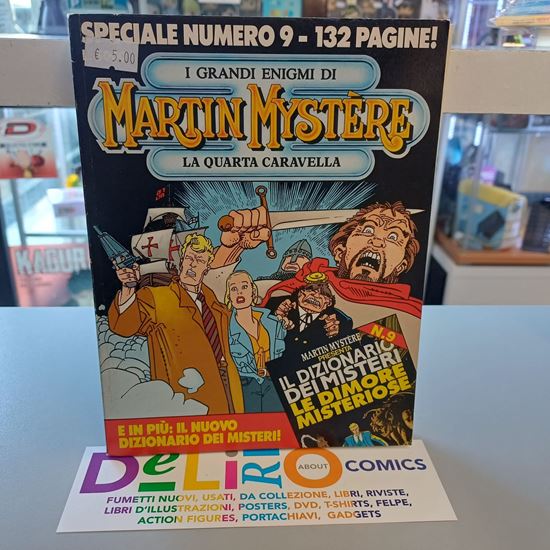 SPECIALE NUMERO 9 - 132 PAGINE!
€ 5.00
I GRANDI ENIGMI DI
MARTIN MYSTÈRE
LA QUARTA CARAVELLA
KAGUR
N.9
MARTIN MYSTÈRE
PRESENTA
IL DIZIONARIO
DEI MISTERI
LE DIMORE
MISTERIOSE
E IN PIÙ: IL NUOVO
DIZIONARIO DEI MISTERI!
DeLiRiO
ABOUT
COMICS
FUMETTI NUOVI, USATI, DA COLLEZIONE, LIBRI, RIVISTE,
LIBRI D'ILLUSTRAZIONI, POSTERS, DVD, T-SHIRTS, FELPE,
ACTION FIGURES, PORTACHIAVI, GADGETS